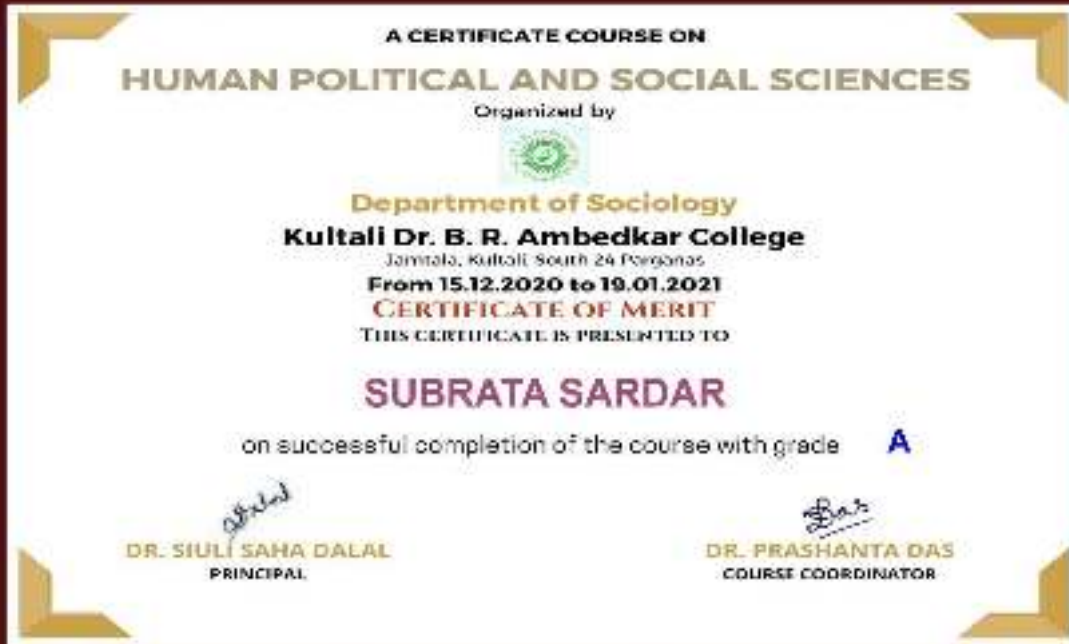 A CERTIFICATE COURSE ON
HUMAN POLITICAL AND SOCIAL SCIENCES
Organized by
Department of Sociology
Kultali Dr. B. R. Ambedkar College
Jamtala, Kultali, South 24 Parganas
From 15.12.2020 to 19.01.2021
CERTIFICATE OF MERIT
THIS CERTIFICATE IS PRESENTED TO
SUBRATA SARDAR
on successful completion of the course with grade A
DR. SIULI SAHA DALAL
PRINCIPAL
Das
DR. PRASHANTA DAS
COURSE COORDINATOR